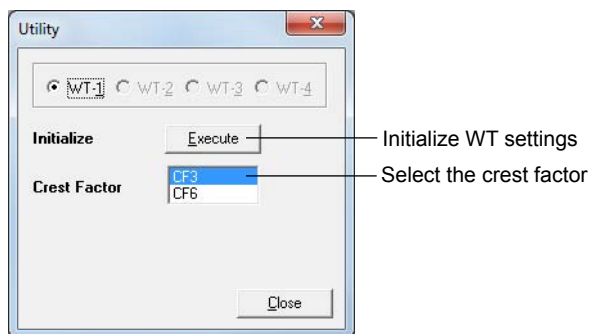 Utility
WT-1 WT-2 WT-3 WT-4
Initialize Execute Initialize WT settings
Crest Factor CF3 Select the crest factor
CF6
Close